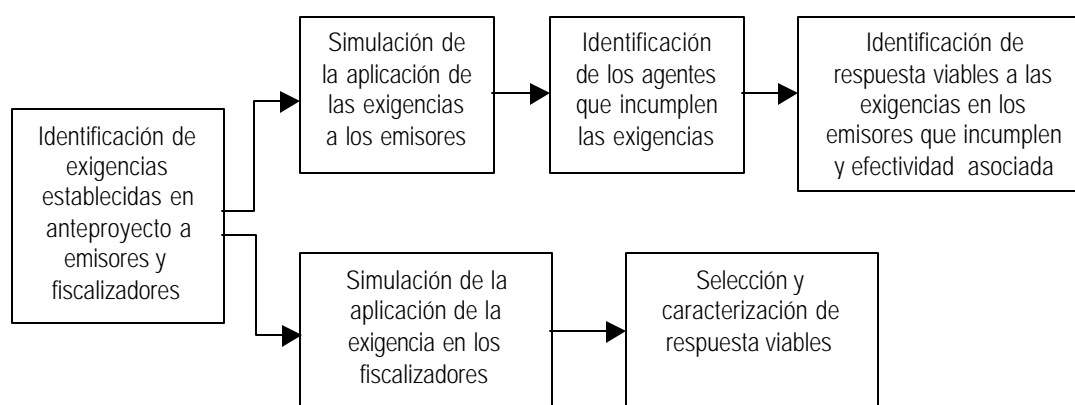 Identificación de
exigencias
establecidas en
anteproyecto a
emisores y
fiscalizadores
Simulación de
la aplicación de
las exigencias
a los emisores
Identificación
de los agentes
que incumplen
las exigencias
Identificación de
respuesta viables a las
exigencias en los
emisores que incumplen
y efectividad asociada
Simulación de la
aplicación de la
exigencia en los
fiscalizadores
Selección y
caracterización de
respuesta viables